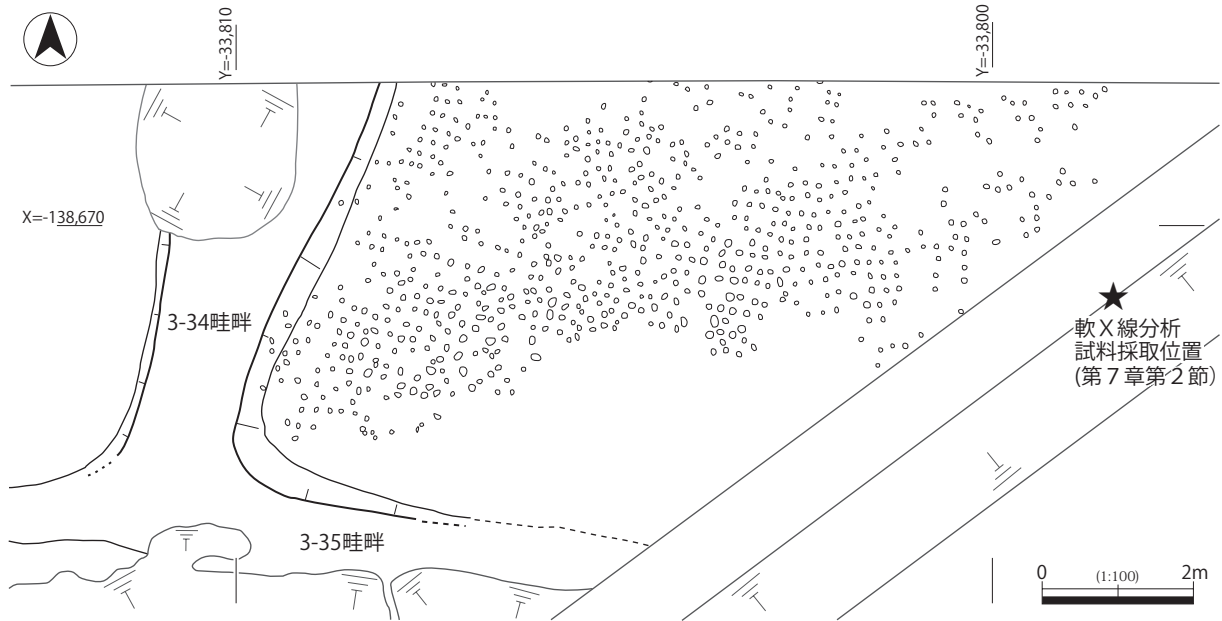 Y=-33,810
Y=-33,800
X=-138,670
3-34畦畔
軟X線分析
試料採取位置
(第7章第2節)
3-35畦畔
0 (1:100) 2m